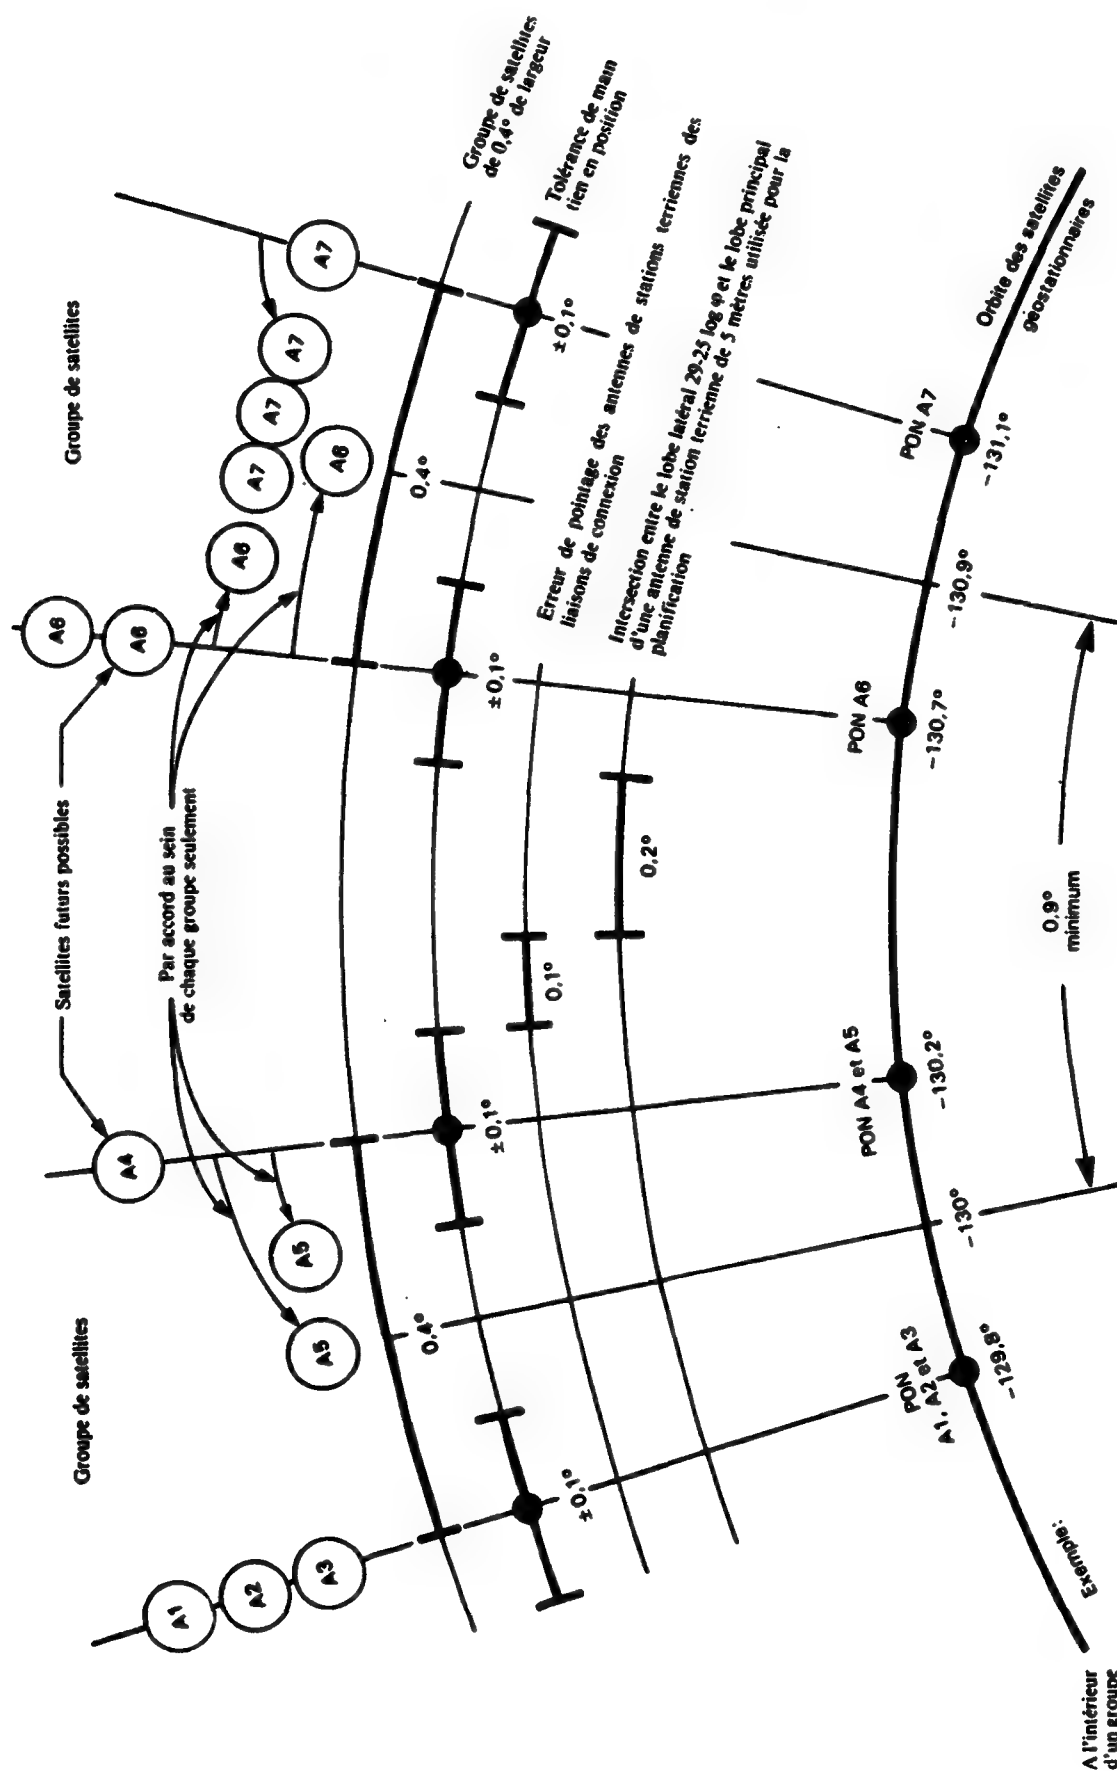 Groupe de satellites
Groupe de satellites
Satellites futurs possibles
Par accord au sein
de chaque groupe seulement
A1
A2
A3
A4
A5
A5
A6
A6
A6
A6
A7
A7
A7
A7
Groupe de satellites
de 0,4° de largeur
0,4°
0,4°
Tolérance de main
tien en position
±0,1°
±0,1°
±0,1°
±0,1°
Erreur de pointage des antennes de stations terriennes des
liaisons de connexion
0,1°
Intersection entre le lobe latéral 29-25 log φ et le lobe principal
d'une antenne de station terrienne de 5 mètres utilisée pour la
planification
0,2°
PON
A1, A2 et A3
PON A4 et A5
PON A6
PON A7
Orbite des satellites
géostationnaires
-129,8°
-130°
-130,2°
-130,7°
-130,9°
-131,1°
0,9°
minimum
Exemple:
A l'intérieur
d'un groupe